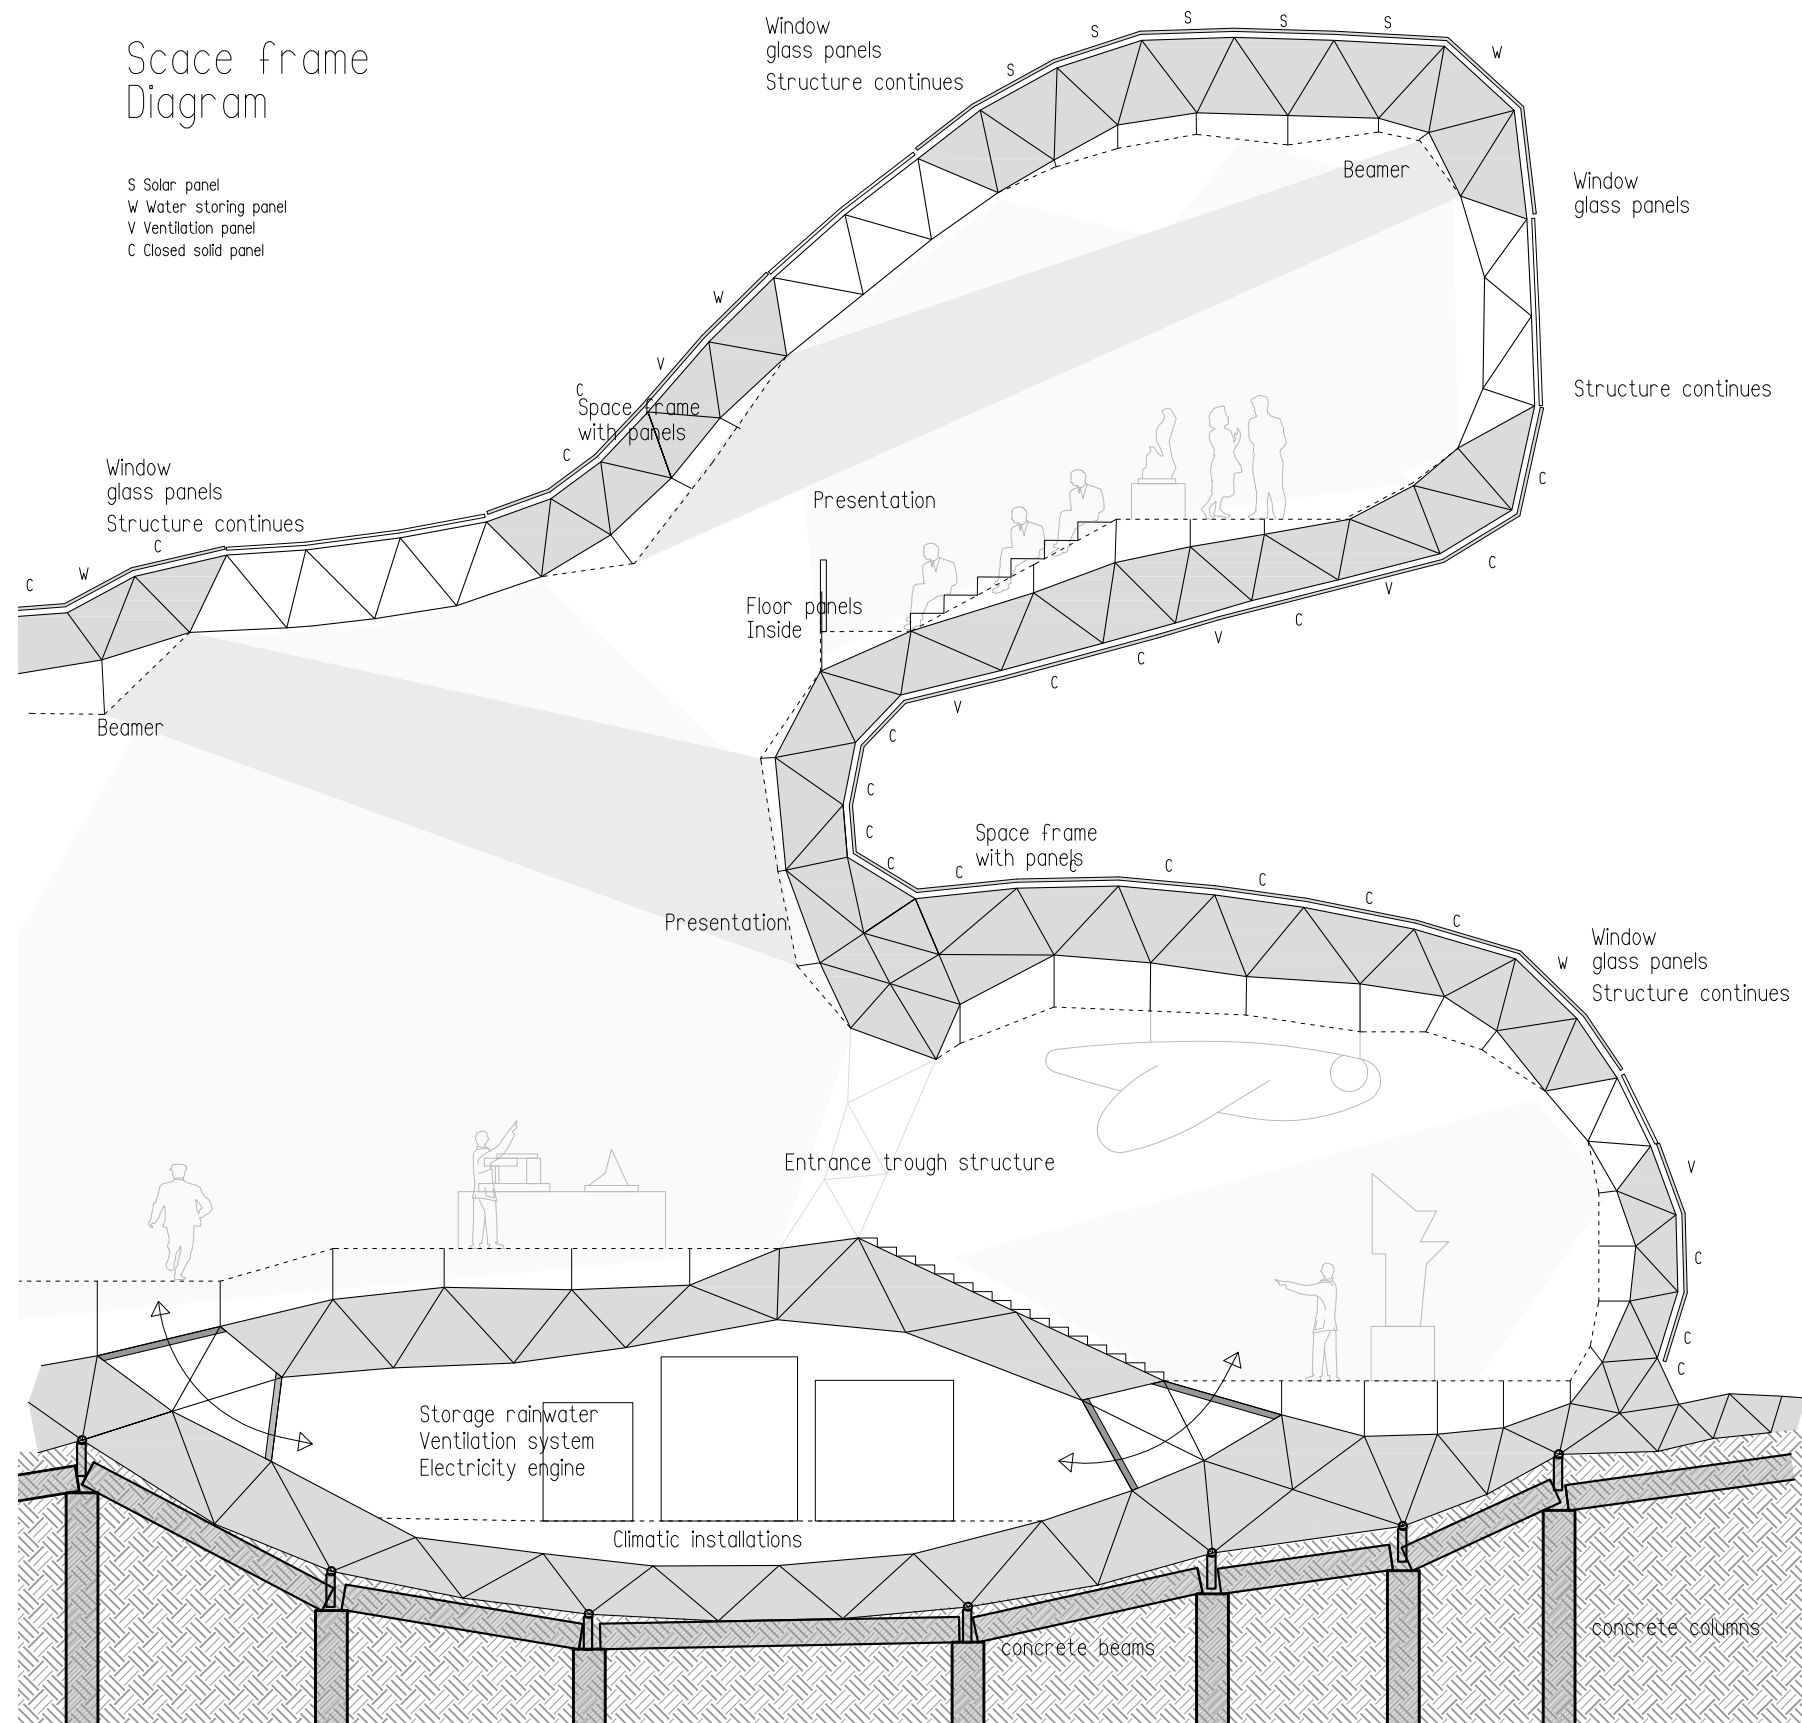 Scace frame
Diagram
S Solar panel
W Water storing panel
V Ventilation panel
C Closed solid panel
Window
glass panels
Structure continues
S
S
S
S
S
S
W
Beamer
Window
glass panels
Structure continues
W
V
C
Space frame
with panels
C
Window
glass panels
Structure continues
C
W
C
Presentation
Floor panels
Inside
C
C
V
C
V
C
C
V
Beamer
C
C
C
C
Space frame
with panels
C
C
C
C
C
C
Presentation
Window
glass panels
Structure continues
W
Entrance trough structure
V
C
C
C
Storage rainwater
Ventilation system
Electricity engine
Climatic installations
concrete beams
concrete columns